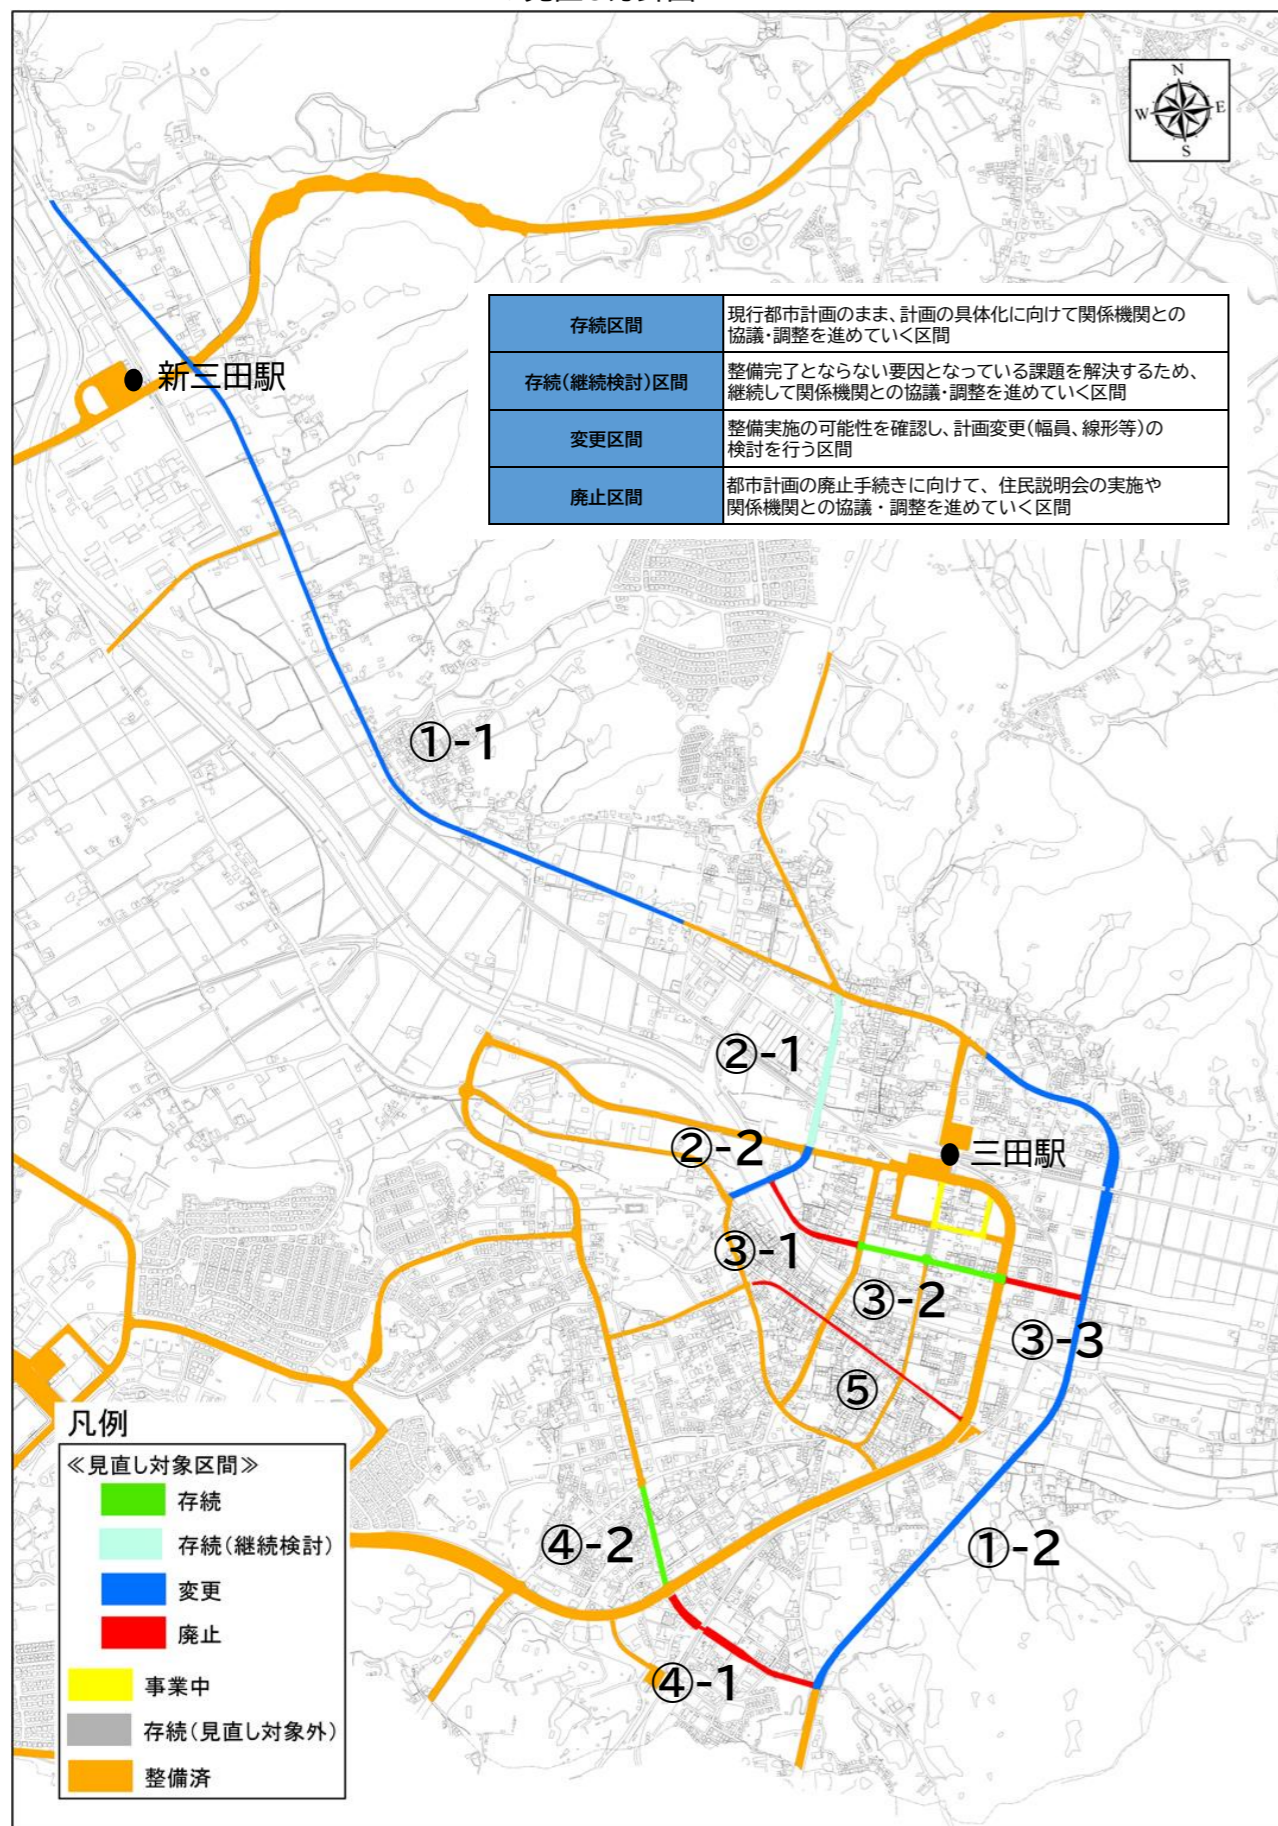 N
W E
S
新三田駅
存続区間
現行都市計画のまま、計画の具体化に向けて関係機関との
協議・調整を進めていく区間
存続(継続検討)区間
整備完了とならない要因となっている課題を解決するため、
継続して関係機関との協議・調整を進めていく区間
変更区間
整備実施の可能性を確認し、計画変更(幅員、線形等)の
検討を行う区間
廃止区間
都市計画の廃止手続きに向けて、住民説明会の実施や
関係機関との協議・調整を進めていく区間
①-1
②-1
②-2
三田駅
③-1
③-2
③-3
⑤
①-2
④-2
④-1
凡例
≪見直し対象区間≫
存続
存続(継続検討)
変更
廃止
事業中
存続(見直し対象外)
整備済